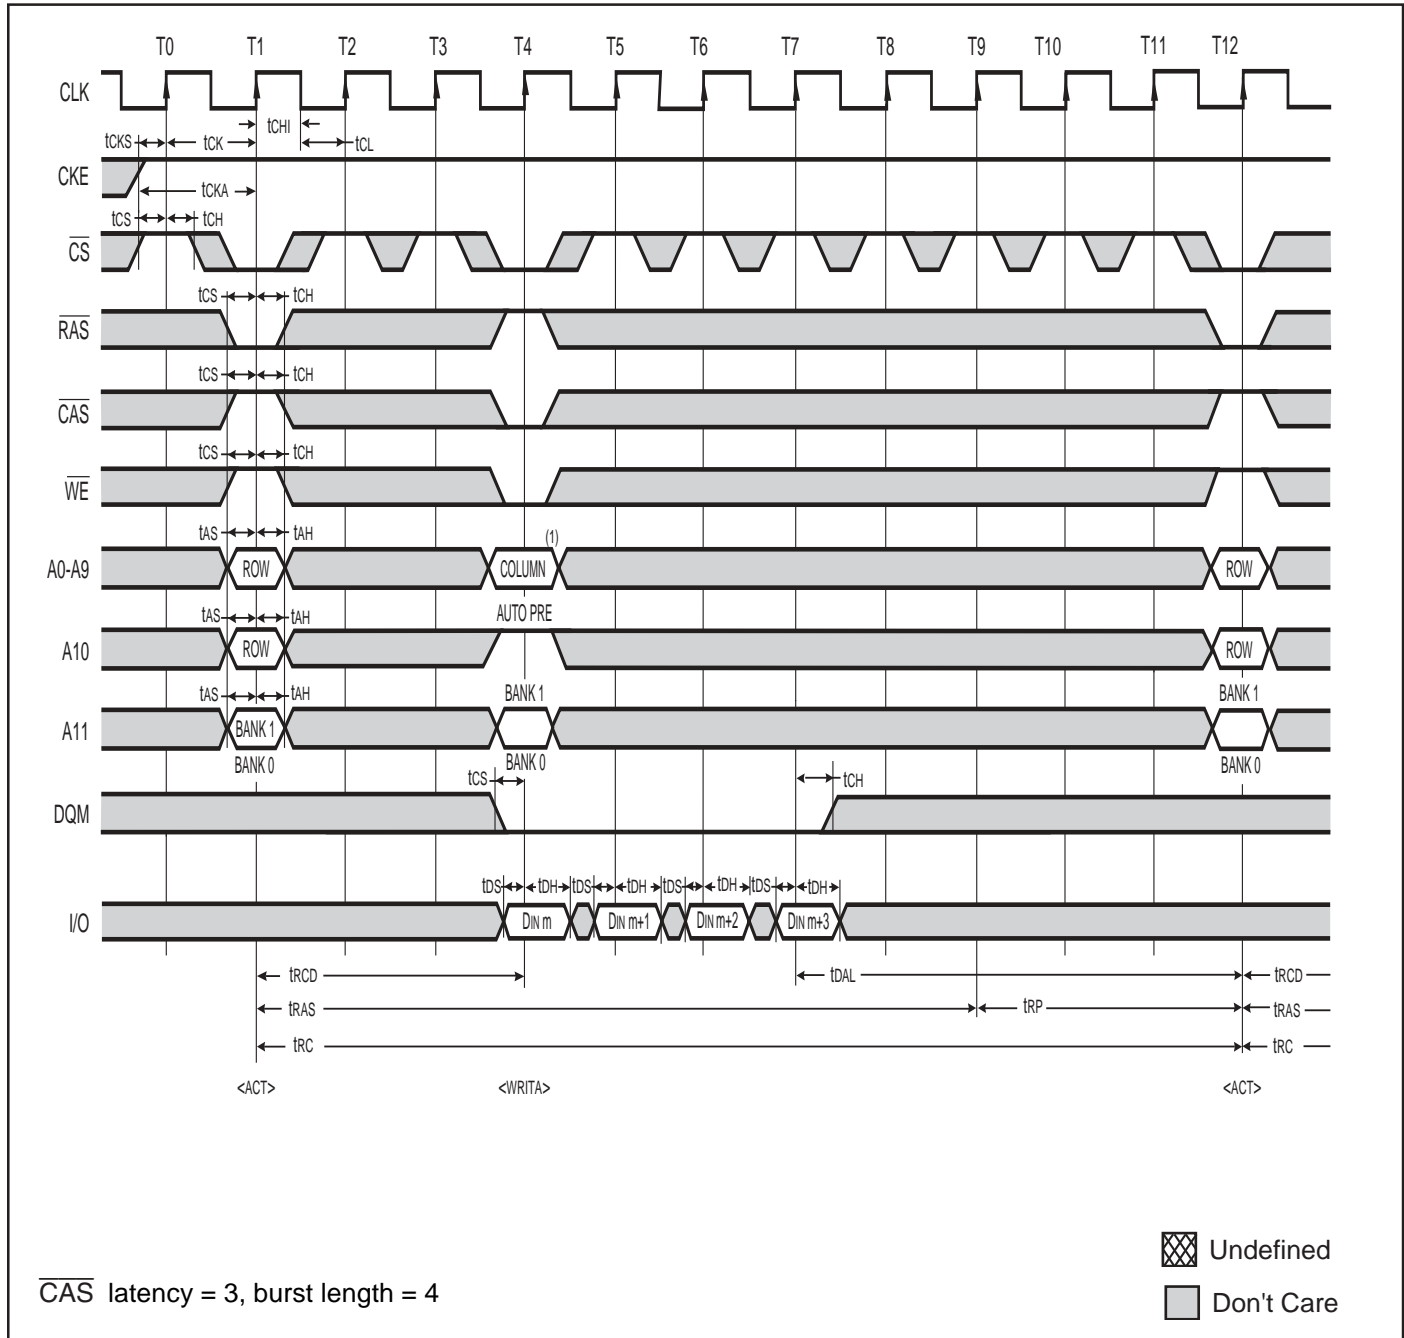 T0 T1 T2 T3 T4 T5 T6 T7 T8 T9 T10 T11 T12
CLK
tCHI
tCKS tCK tCL
CKE
tCKA
tCS tCH
CS
tCS tCH
RAS
tCS tCH
CAS
tCS tCH
WE
tAS tAH (1)
A0-A9 ROW COLUMN ROW
tAS tAH AUTO PRE
A10 ROW ROW
tAS tAH BANK 1 BANK 1
A11 BANK 1
BANK 0 BANK 0 BANK 0
tCS tCH
DQM
tDS tDH tDS tDH tDS tDH tDS tDH
I/O DIN m DIN m+1 DIN m+2 DIN m+3
tRCD tDAL tRCD
tRAS tRP tRAS
tRC tRC
<ACT> <WRITA> <ACT>
Undefined
CAS latency = 3, burst length = 4
Don't Care